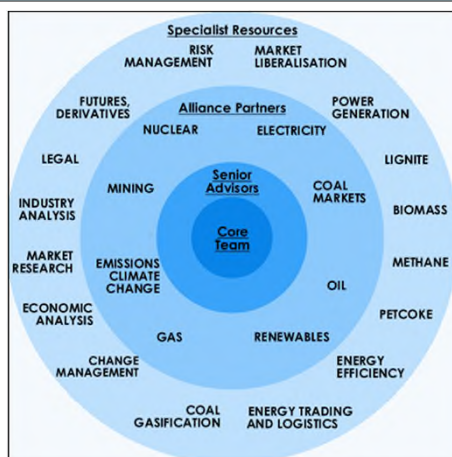 Specialist Resources
RISK
MANAGEMENT
MARKET
LIBERALISATION
FUTURES,
DERIVATIVES
Alliance Partners
POWER
GENERATION
NUCLEAR
ELECTRICITY
LEGAL
LIGNITE
Senior
Advisors
MINING
COAL
MARKETS
INDUSTRY
ANALYSIS
BIOMASS
Core
Team
MARKET
RESEARCH
EMISSIONS
CLIMATE
CHANGE
METHANE
OIL
ECONOMIC
ANALYSIS
PETCOKE
GAS
RENEWABLES
CHANGE
MANAGEMENT
ENERGY
EFFICIENCY
COAL
GASIFICATION
ENERGY TRADING
AND LOGISTICS